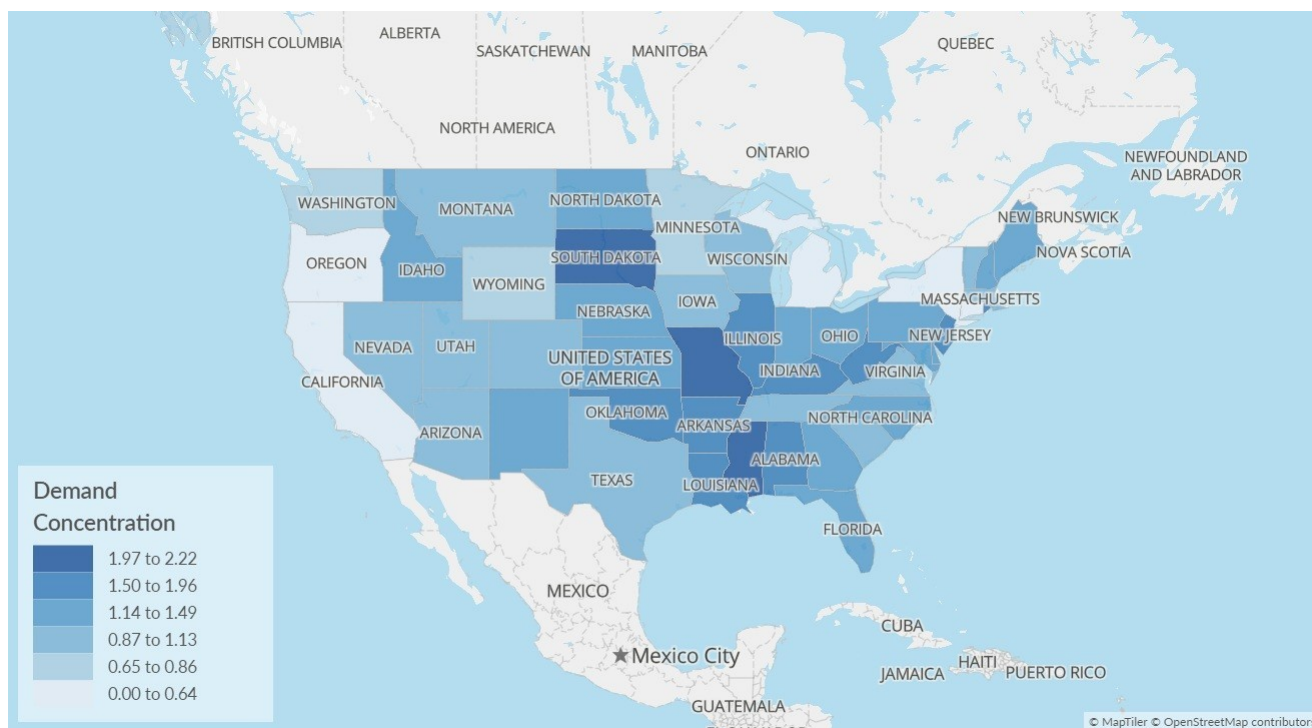 ALBERTA
BRITISH COLUMBIA
SASKATCHEWAN
MANITOBA
QUEBEC
NORTH AMERICA
ONTARIO
NEWFOUNDLAND
AND LABRADOR
WASHINGTON
MONTANA
NORTH DAKOTA
MINNESOTA
NEW BRUNSWICK
NOVA SCOTIA
OREGON
IDAHO
SOUTH DAKOTA
WISCONSIN
WYOMING
MASSACHUSETTS
IOWA
NEBRASKA
NEVADA
UTAH
ILLINOIS
OHIO
NEW JERSEY
UNITED STATES
OF AMERICA
INDIANA
VIRGINIA
CALIFORNIA
ARIZONA
OKLAHOMA
ARKANSAS
NORTH CAROLINA
TEXAS
LOUISIANA
ALABAMA
FLORIDA
Demand
Concentration
1.97 to 2.22
1.50 to 1.96
1.14 to 1.49
0.87 to 1.13
0.65 to 0.86
0.00 to 0.64
MEXICO
Mexico City
CUBA
JAMAICA
HAITI
PUERTO RICO
GUATEMALA
© MapTiler © OpenStreetMap contributor